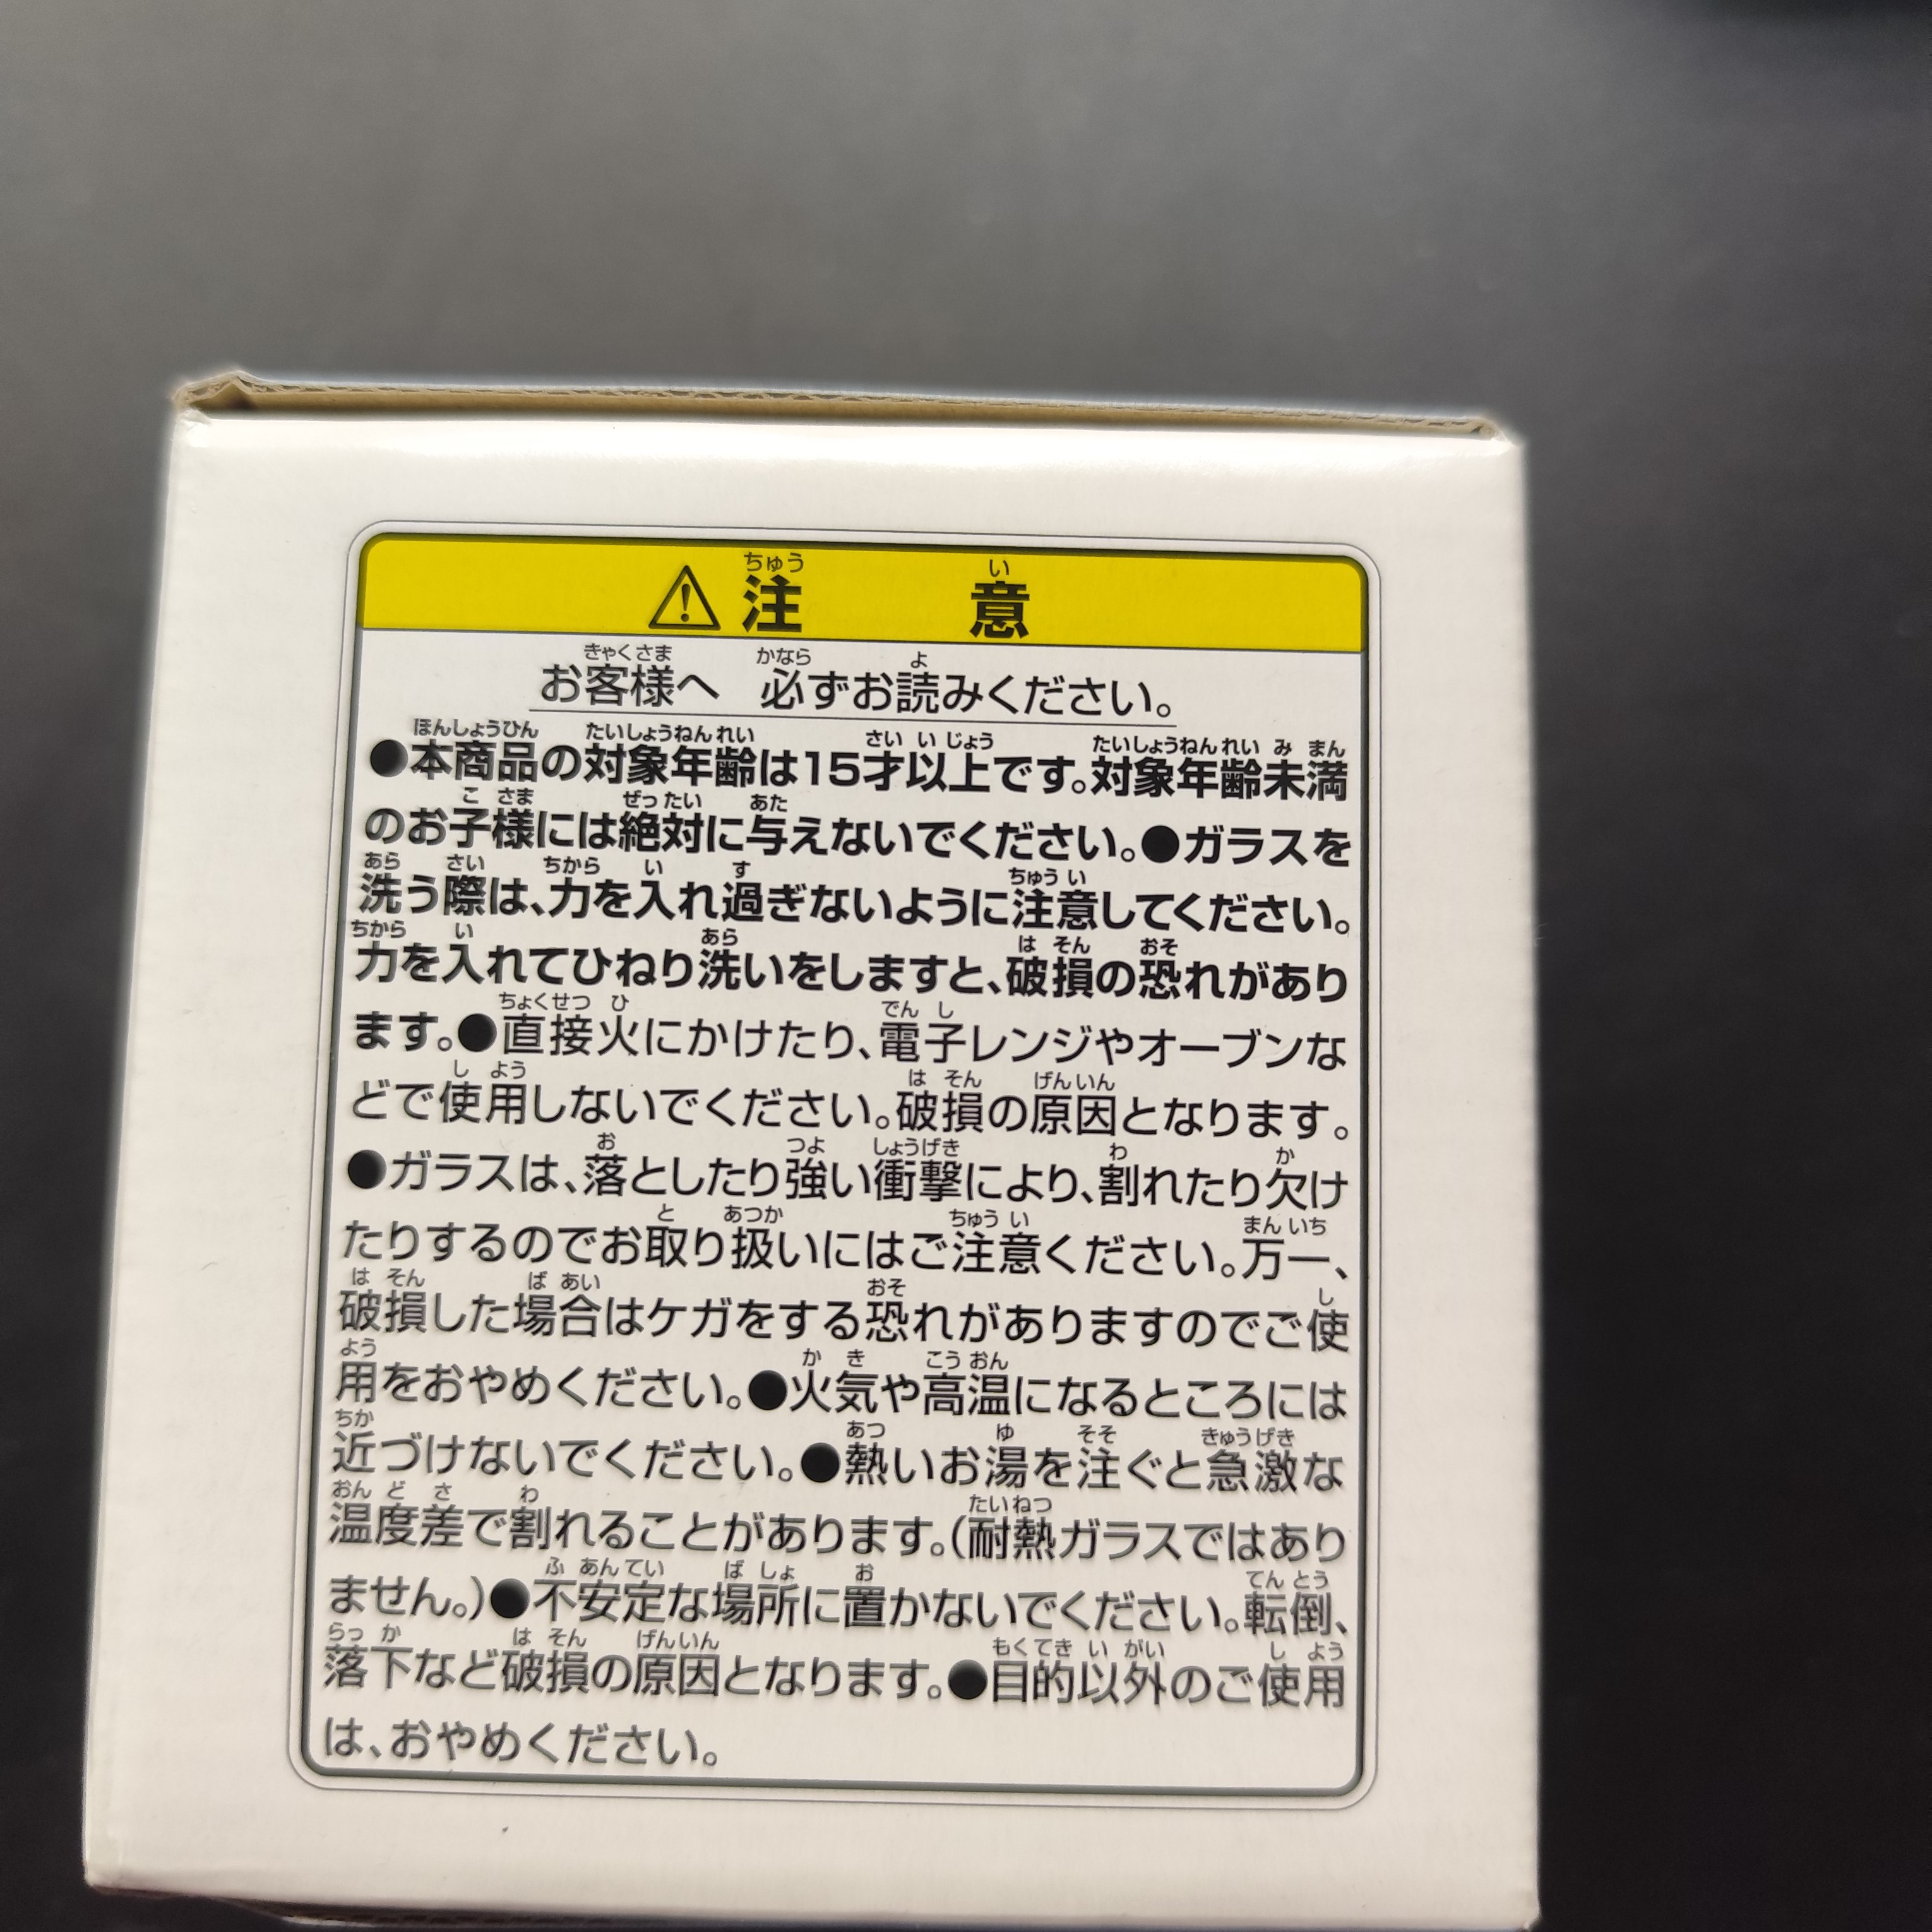 ⚠注意
お客様へ 必ずお読みください。
●本商品の対象年齢は15才以上です。対象年齢未満
のお子様には絶対に与えないでください。●ガラスを
洗う際は、力を入れ過ぎないように注意してください。
力を入れてひねり洗いをしますと、破損の恐れがあり
ます。●直接火にかけたり、電子レンジやオーブンな
どで使用しないでください。破損の原因となります。
●ガラスは、落としたり強い衝撃により、割れたり欠け
たりするのでお取り扱いにはご注意ください。万一、
破損した場合はケガをする恐れがありますのでご使
用をおやめください。●火気や高温になるところには
近づけないでください。●熱いお湯を注ぐと急激な
温度差で割れることがあります。(耐熱ガラスではあり
ません。)●不安定な場所に置かないでください。転倒、
落下など破損の原因となります。●目的以外のご使用
は、おやめください。